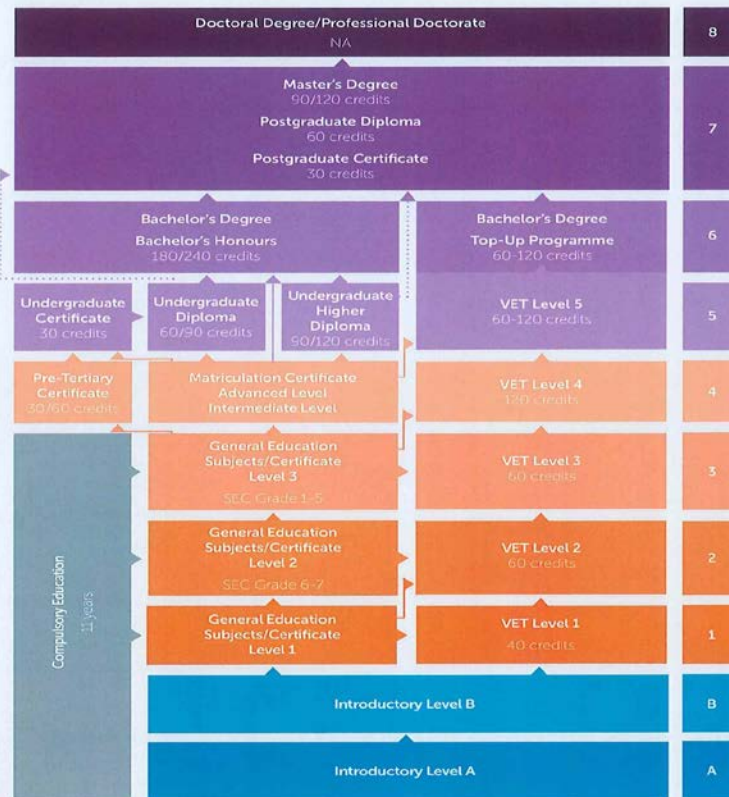 Doctoral Degree/Professional Doctorate
NA
8
Master's Degree
90/120 credits
Postgraduate Diploma
60 credits
Postgraduate Certificate
30 credits
7
Bachelor's Degree
Bachelor's Honours
180/240 credits
Bachelor's Degree
Top-Up Programme
60-120 credits
6
Undergraduate
Certificate
30 credits
Undergraduate
Diploma
60/90 credits
Undergraduate
Higher
Diploma
90/120 credits
VET Level 5
60-120 credits
5
Pre-Tertiary
Certificate
30/60 credits
Matriculation Certificate
Advanced Level
Intermediate Level
VET Level 4
120 credits
4
General Education
Subjects/Certificate
Level 3
SEC Grade 1-5
VET Level 3
60 credits
3
Compulsory Education
11 years
General Education
Subjects/Certificate
Level 2
SEC Grade 6-7
VET Level 2
60 credits
2
General Education
Subjects/Certificate
Level 1
VET Level 1
40 credits
1
Introductory Level B
B
Introductory Level A
A